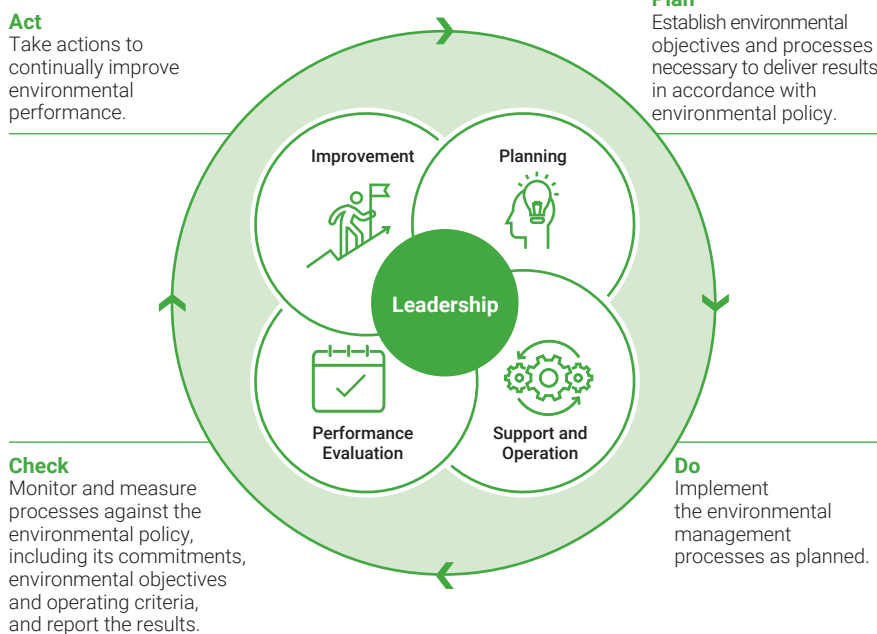 Act
Take actions to
continually improve
environmental
performance.
Plan
Establish environmental
objectives and processes
necessary to deliver results
in accordance with
environmental policy.
Improvement
Planning
Leadership
Performance
Evaluation
Support and
Operation
Check
Monitor and measure
processes against the
environmental policy,
including its commitments,
environmental objectives
and operating criteria,
and report the results.
Do
Implement
the environmental
management
processes as planned.